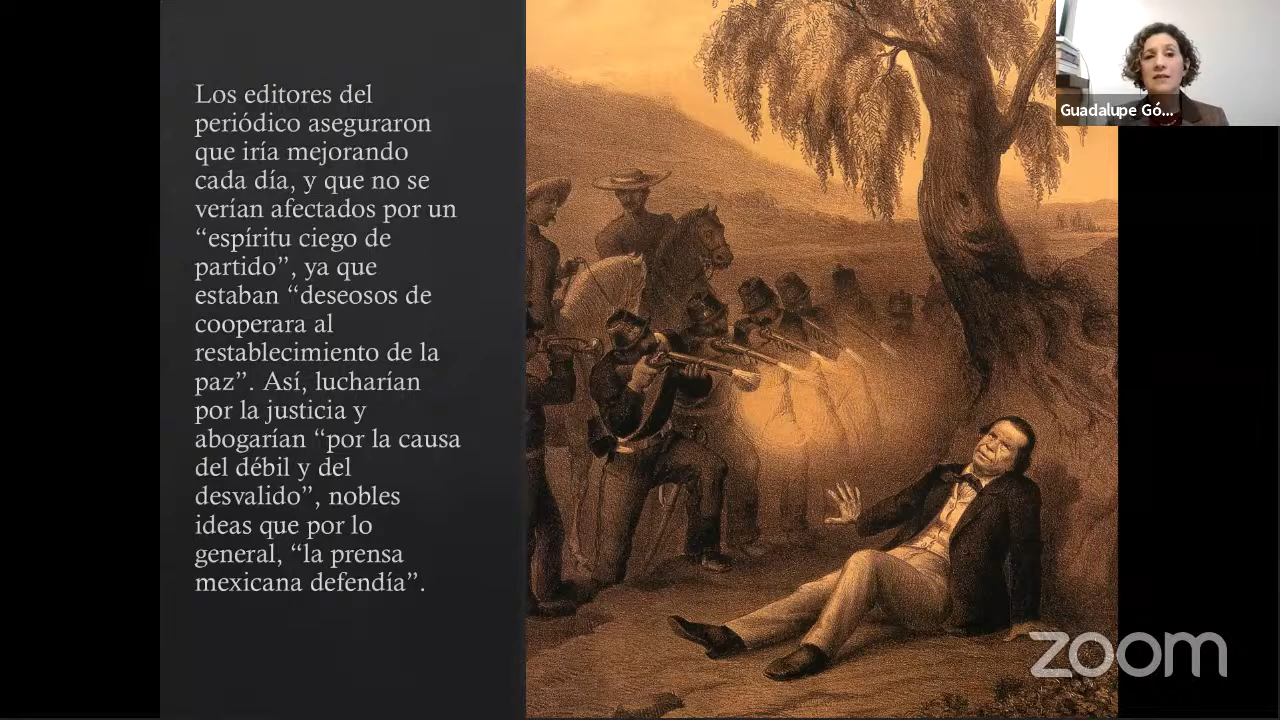 Los editores del
periódico aseguraron
que iría mejorando
cada día, y que no se
verían afectados por un
“espíritu ciego de
partido”, ya que
estaban “deseosos de
cooperara al
restablecimiento de la
paz”. Así, lucharían
por la justicia y
abogarían “por la causa
del débil y del
desvalido”, nobles
ideas que por lo
general, “la prensa
mexicana defendía”.
Guadalupe Gó...
zoom